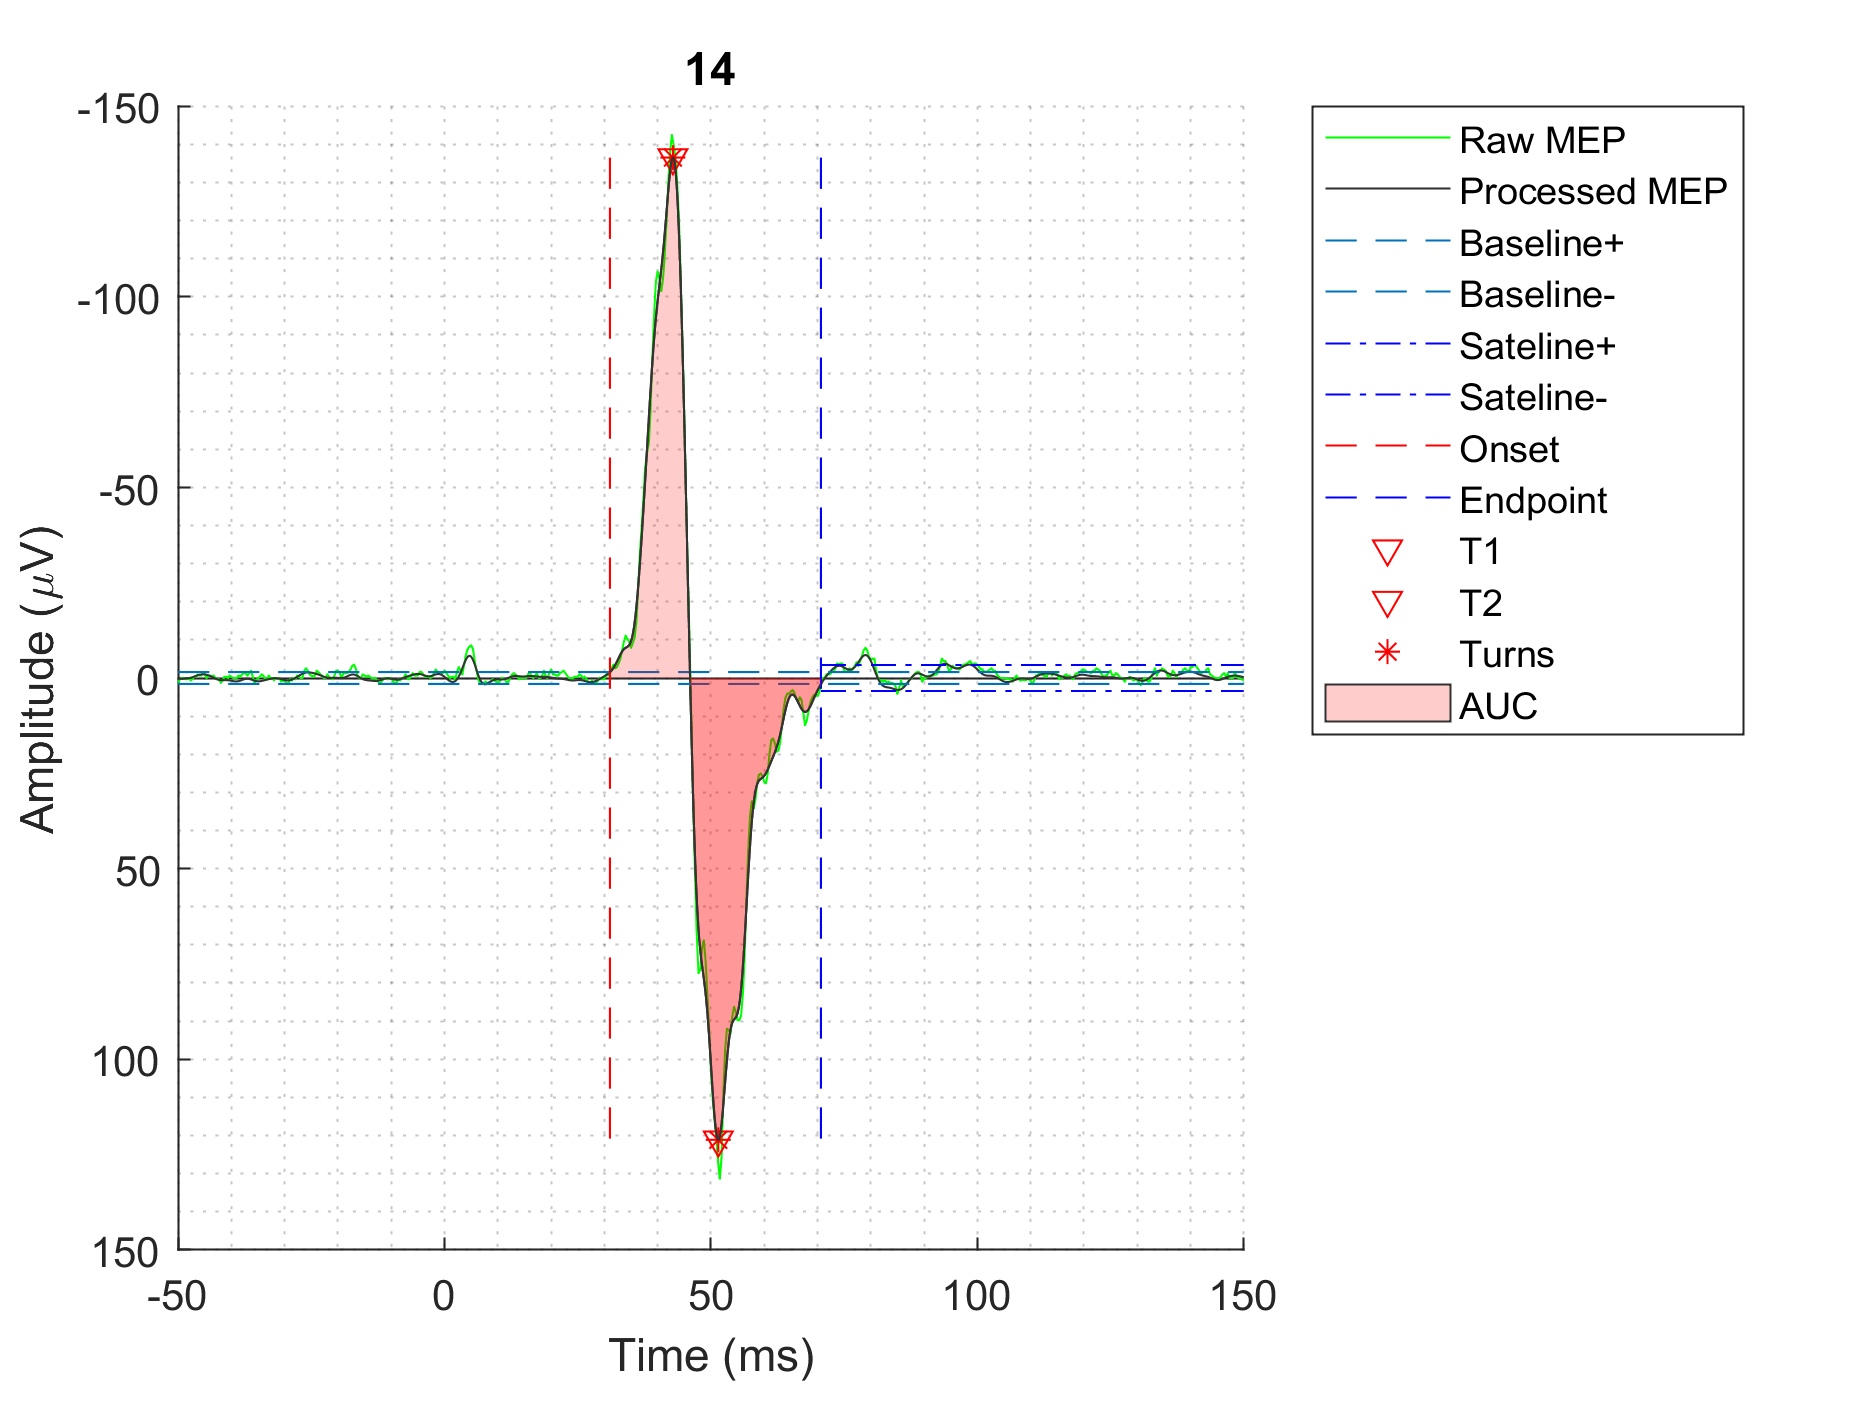 14
-150
-100
-50
0
50
100
150
Amplitude (μV)
-50 0 50 100 150
Time (ms)
Raw MEP
Processed MEP
Baseline+
Baseline-
Sateline+
Sateline-
Onset
Endpoint
T1
T2
Turns
AUC